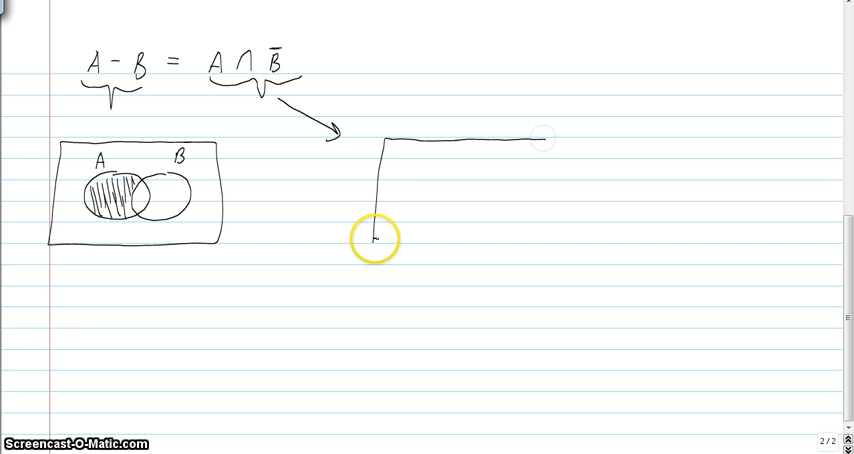 A - B = A ∩ B̅
A B
2 / 2
Screencast-O-Matic.com